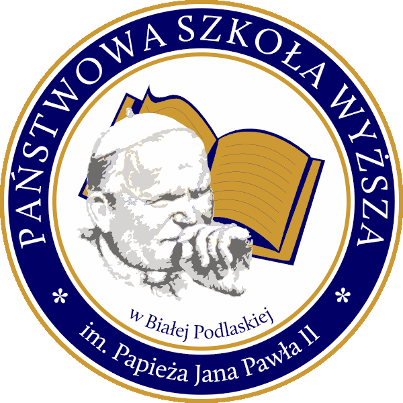 PAŃSTWOWA SZKOŁA WYŻSZA
w Białej Podlaskiej
im. Papieża Jana Pawła II